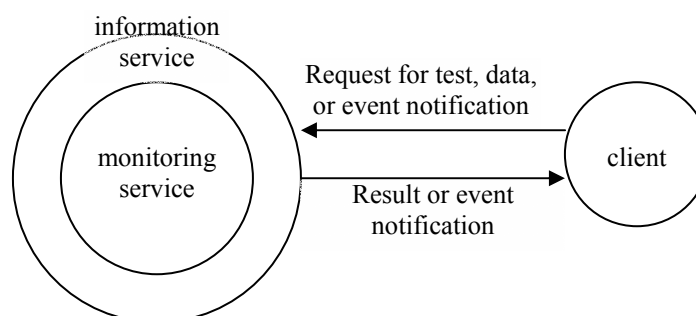 information
service
monitoring
service
Request for test, data,
or event notification
Result or event
notification
client